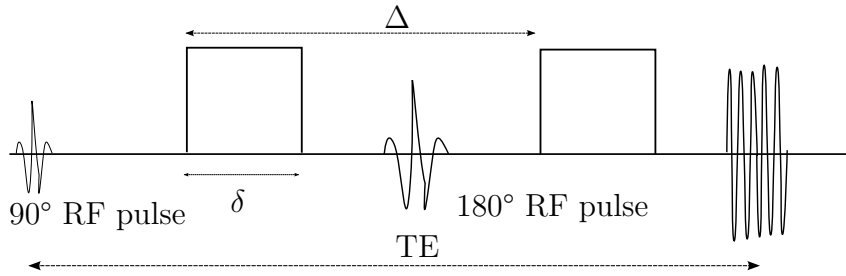 Δ
90° RF pulse
δ
180° RF pulse
TE